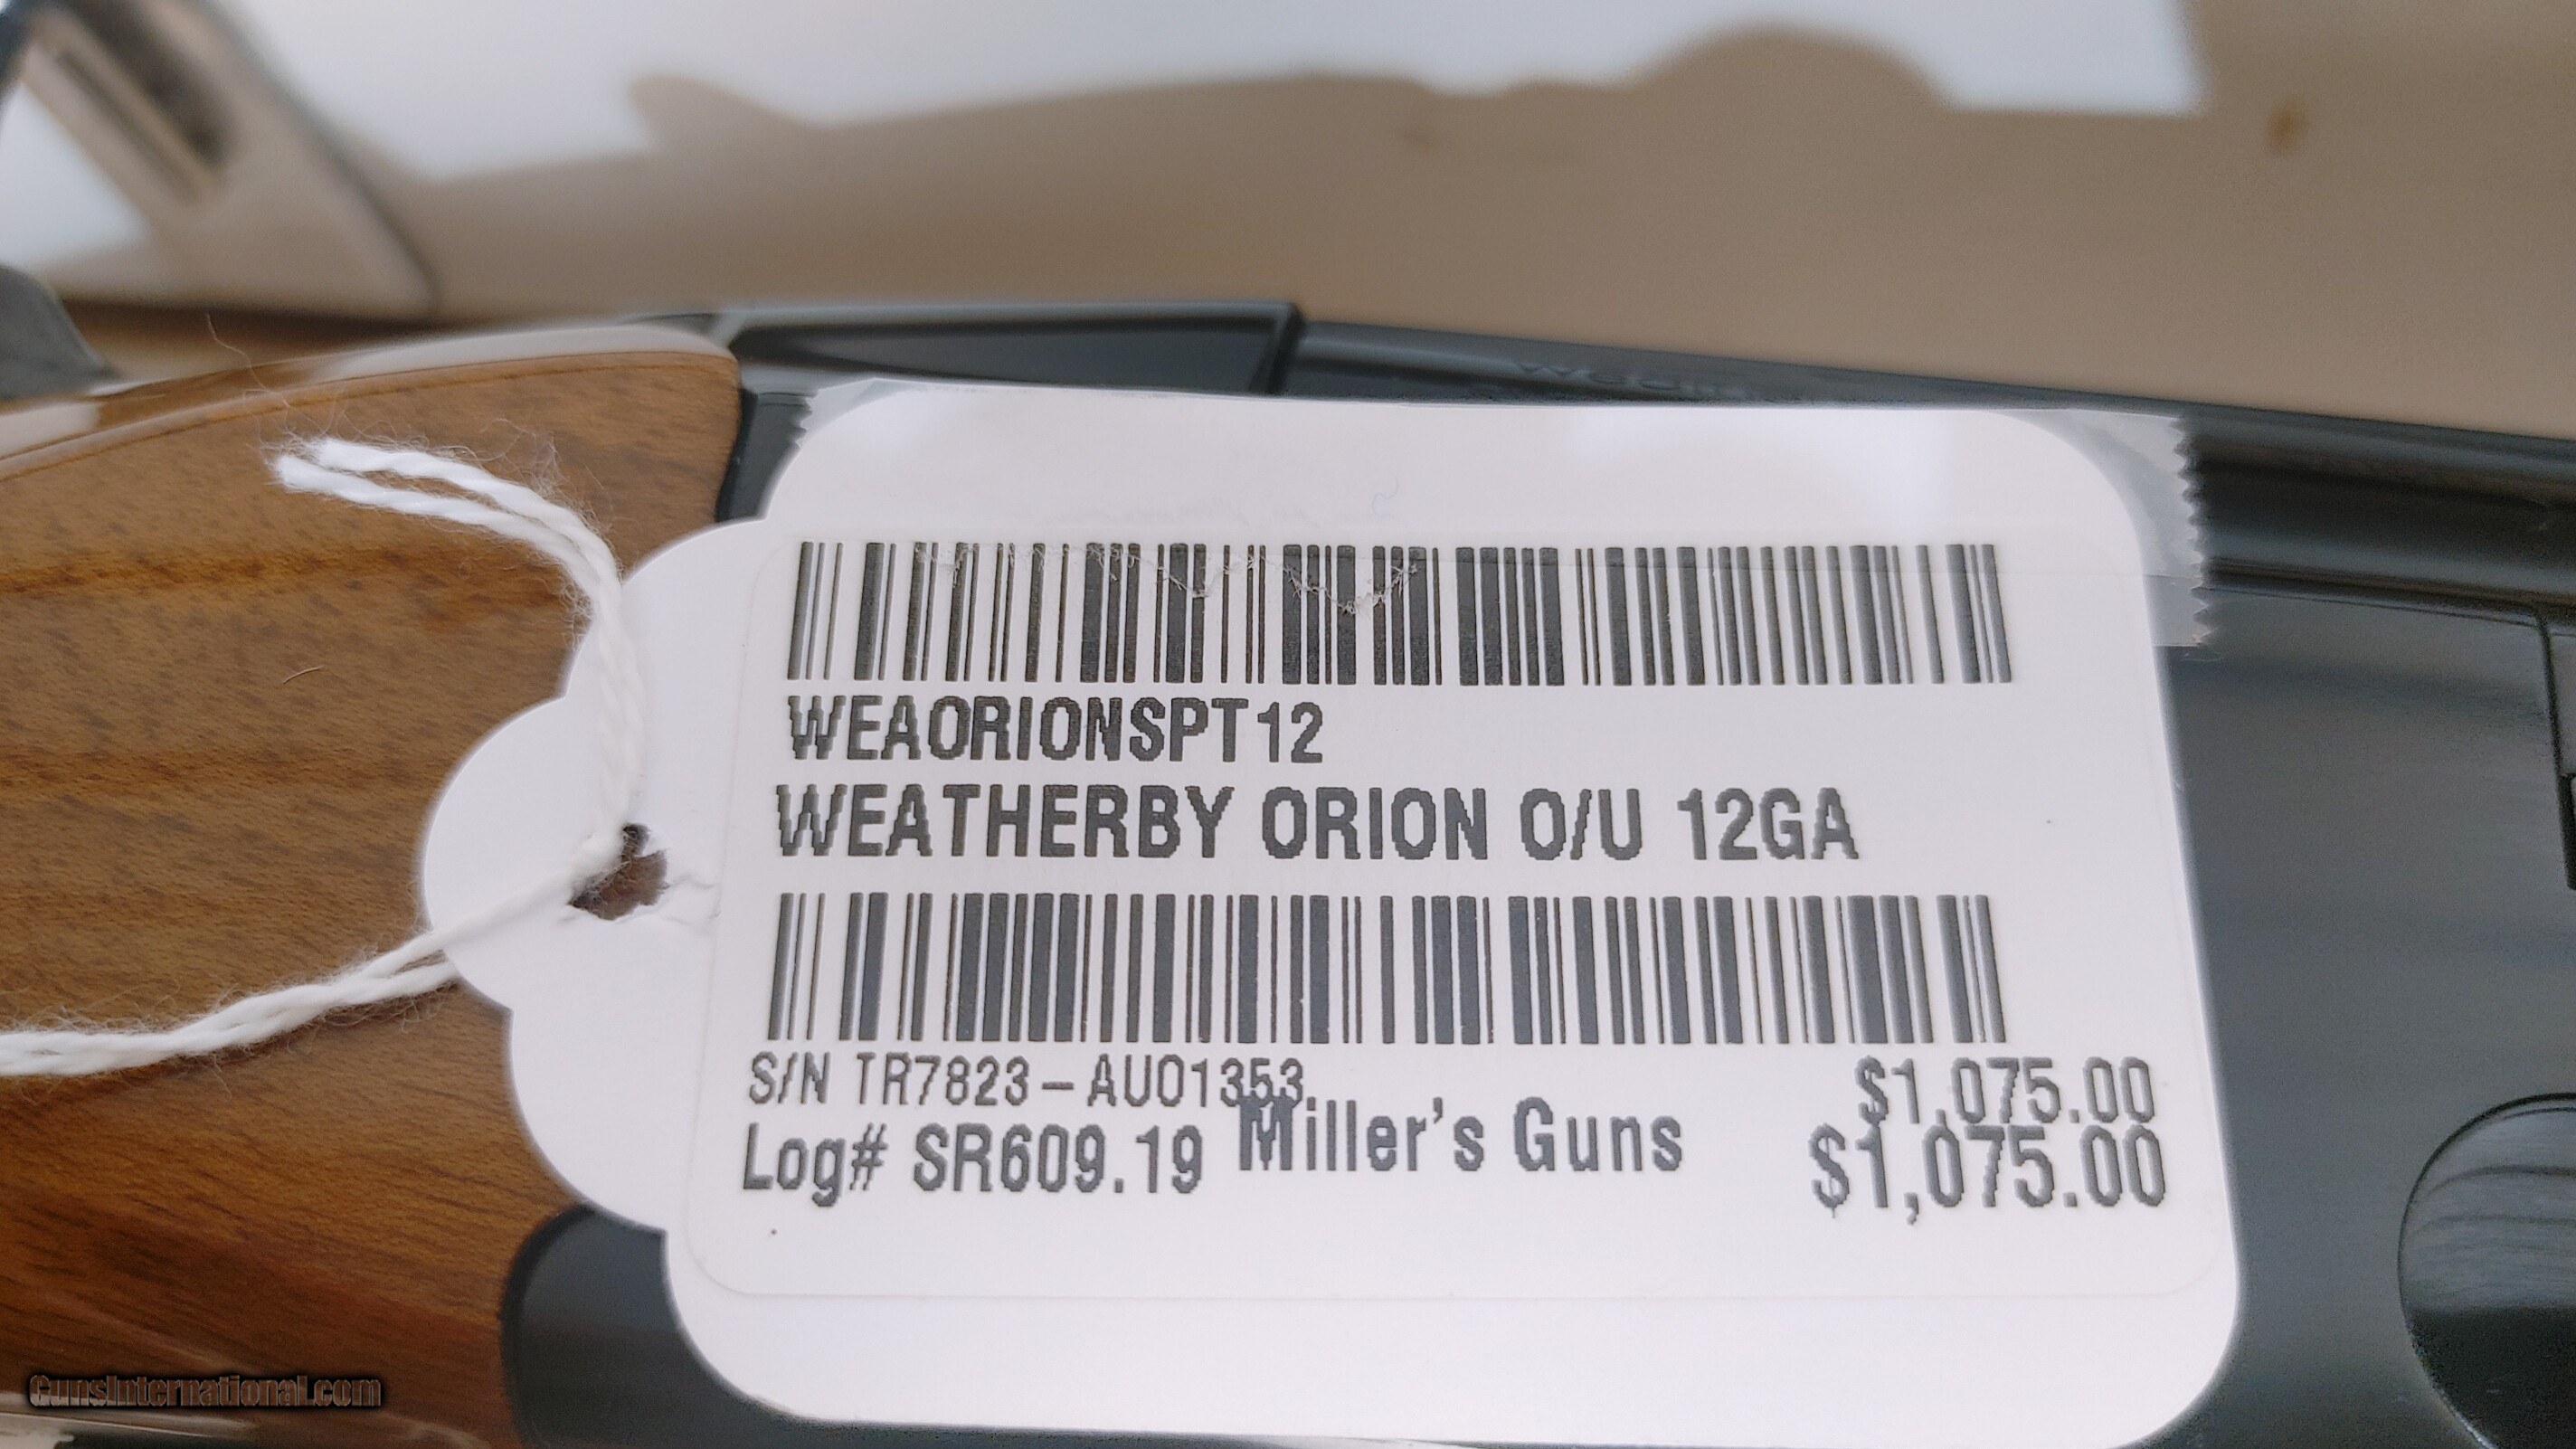 WEAORIONSPT12
WEATHERBY ORION O/U 12GA
S/N TR7823-AU01353
$1,075.00
Log# SR609.19
Miller's Guns
$1,075.00
GunsInternational.com